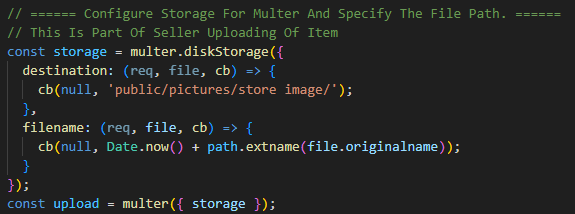 // ====== Configure Storage For Multer And Specify The File Path. ======
// This Is Part Of Seller Uploading Of Item
const storage = multer.diskStorage({
  destination: (req, file, cb) => {
    cb(null, 'public/pictures/store image/');
  },
  filename: (req, file, cb) => {
    cb(null, Date.now() + path.extname(file.originalname));
  }
});
const upload = multer({ storage });